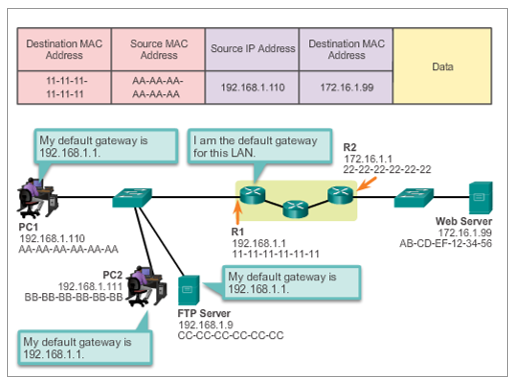 Destination MAC
Address
Source MAC
Address
Source IP Address
Destination MAC
Address
Data
11-11-11-
11-11-11
AA-AA-AA-
AA-AA-AA
192.168.1.110
172.16.1.99
My default gateway is
192.168.1.1.
I am the default gateway
for this LAN.
R2
172.16.1.1
22-22-22-22-22-22
PC1
192.168.1.110
AA-AA-AA-AA-AA-AA
R1
192.168.1.1
11-11-11-11-11-11
Web Server
172.16.1.99
AB-CD-EF-12-34-56
PC2
192.168.1.111
BB-BB-BB-BB-BB-BB
My default gateway is
192.168.1.1.
FTP Server
192.168.1.9
CC-CC-CC-CC-CC-CC
My default gateway is
192.168.1.1.